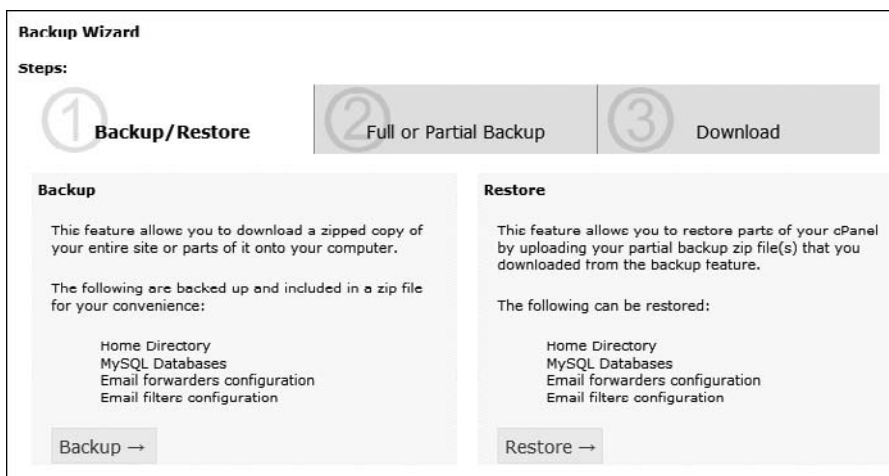 Backup Wizard
Steps:
1 Backup/Restore
2 Full or Partial Backup
3 Download
Backup
This feature allows you to download a zipped copy of
your entire site or parts of it onto your computer.
The following are backed up and included in a zip file
for your convenience:
Home Directory
MySQL Databases
Email forwarders configuration
Email filters configuration
Backup →
Restore
This feature allows you to restore parts of your cPanel
by uploading your partial backup zip file(s) that you
downloaded from the backup feature.
The following can be restored:
Home Directory
MySQL Databases
Email forwarders configuration
Email filters configuration
Restore →